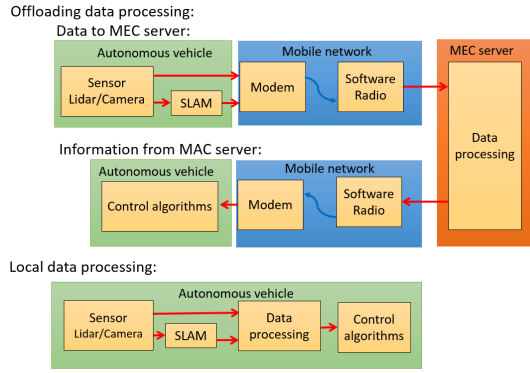 Offloading data processing:
Data to MEC server:
Autonomous vehicle
Mobile network
MEC server
Sensor
Lidar/Camera
SLAM
Modem
Software
Radio
Data
processing
Information from MAC server:
Autonomous vehicle
Mobile network
Control algorithms
Modem
Software
Radio
Local data processing:
Autonomous vehicle
Sensor
Lidar/Camera
SLAM
Data
processing
Control
algorithms